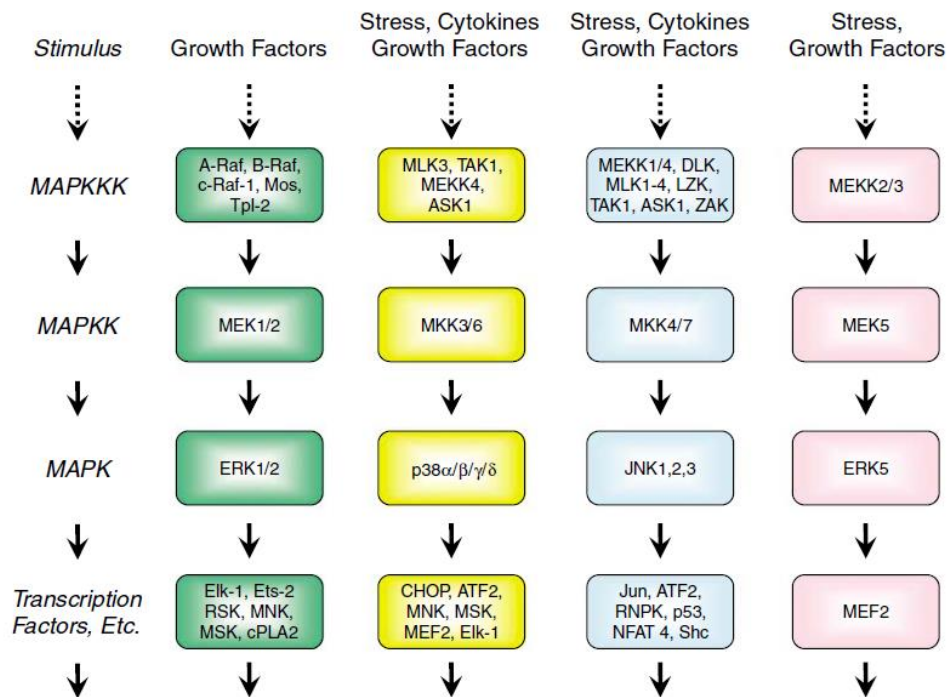 Stimulus
Growth Factors
Stress, Cytokines
Growth Factors
Stress, Cytokines
Growth Factors
Stress,
Growth Factors
MAPKKK
A-Raf, B-Raf,
c-Raf-1, Mos,
Tpl-2
MLK3, TAK1,
MEKK4,
ASK1
MEKK1/4, DLK,
MLK1-4, LZK,
TAK1, ASK1, ZAK
MEKK2/3
MAPKK
MEK1/2
MKK3/6
MKK4/7
MEK5
MAPK
ERK1/2
p38α/β/γ/δ
JNK1,2,3
ERK5
Transcription
Factors, Etc.
Elk-1, Ets-2
RSK, MNK,
MSK, cPLA2
CHOP, ATF2,
MNK, MSK,
MEF2, Elk-1
Jun, ATF2,
RNPK, p53,
NFAT 4, Shc
MEF2